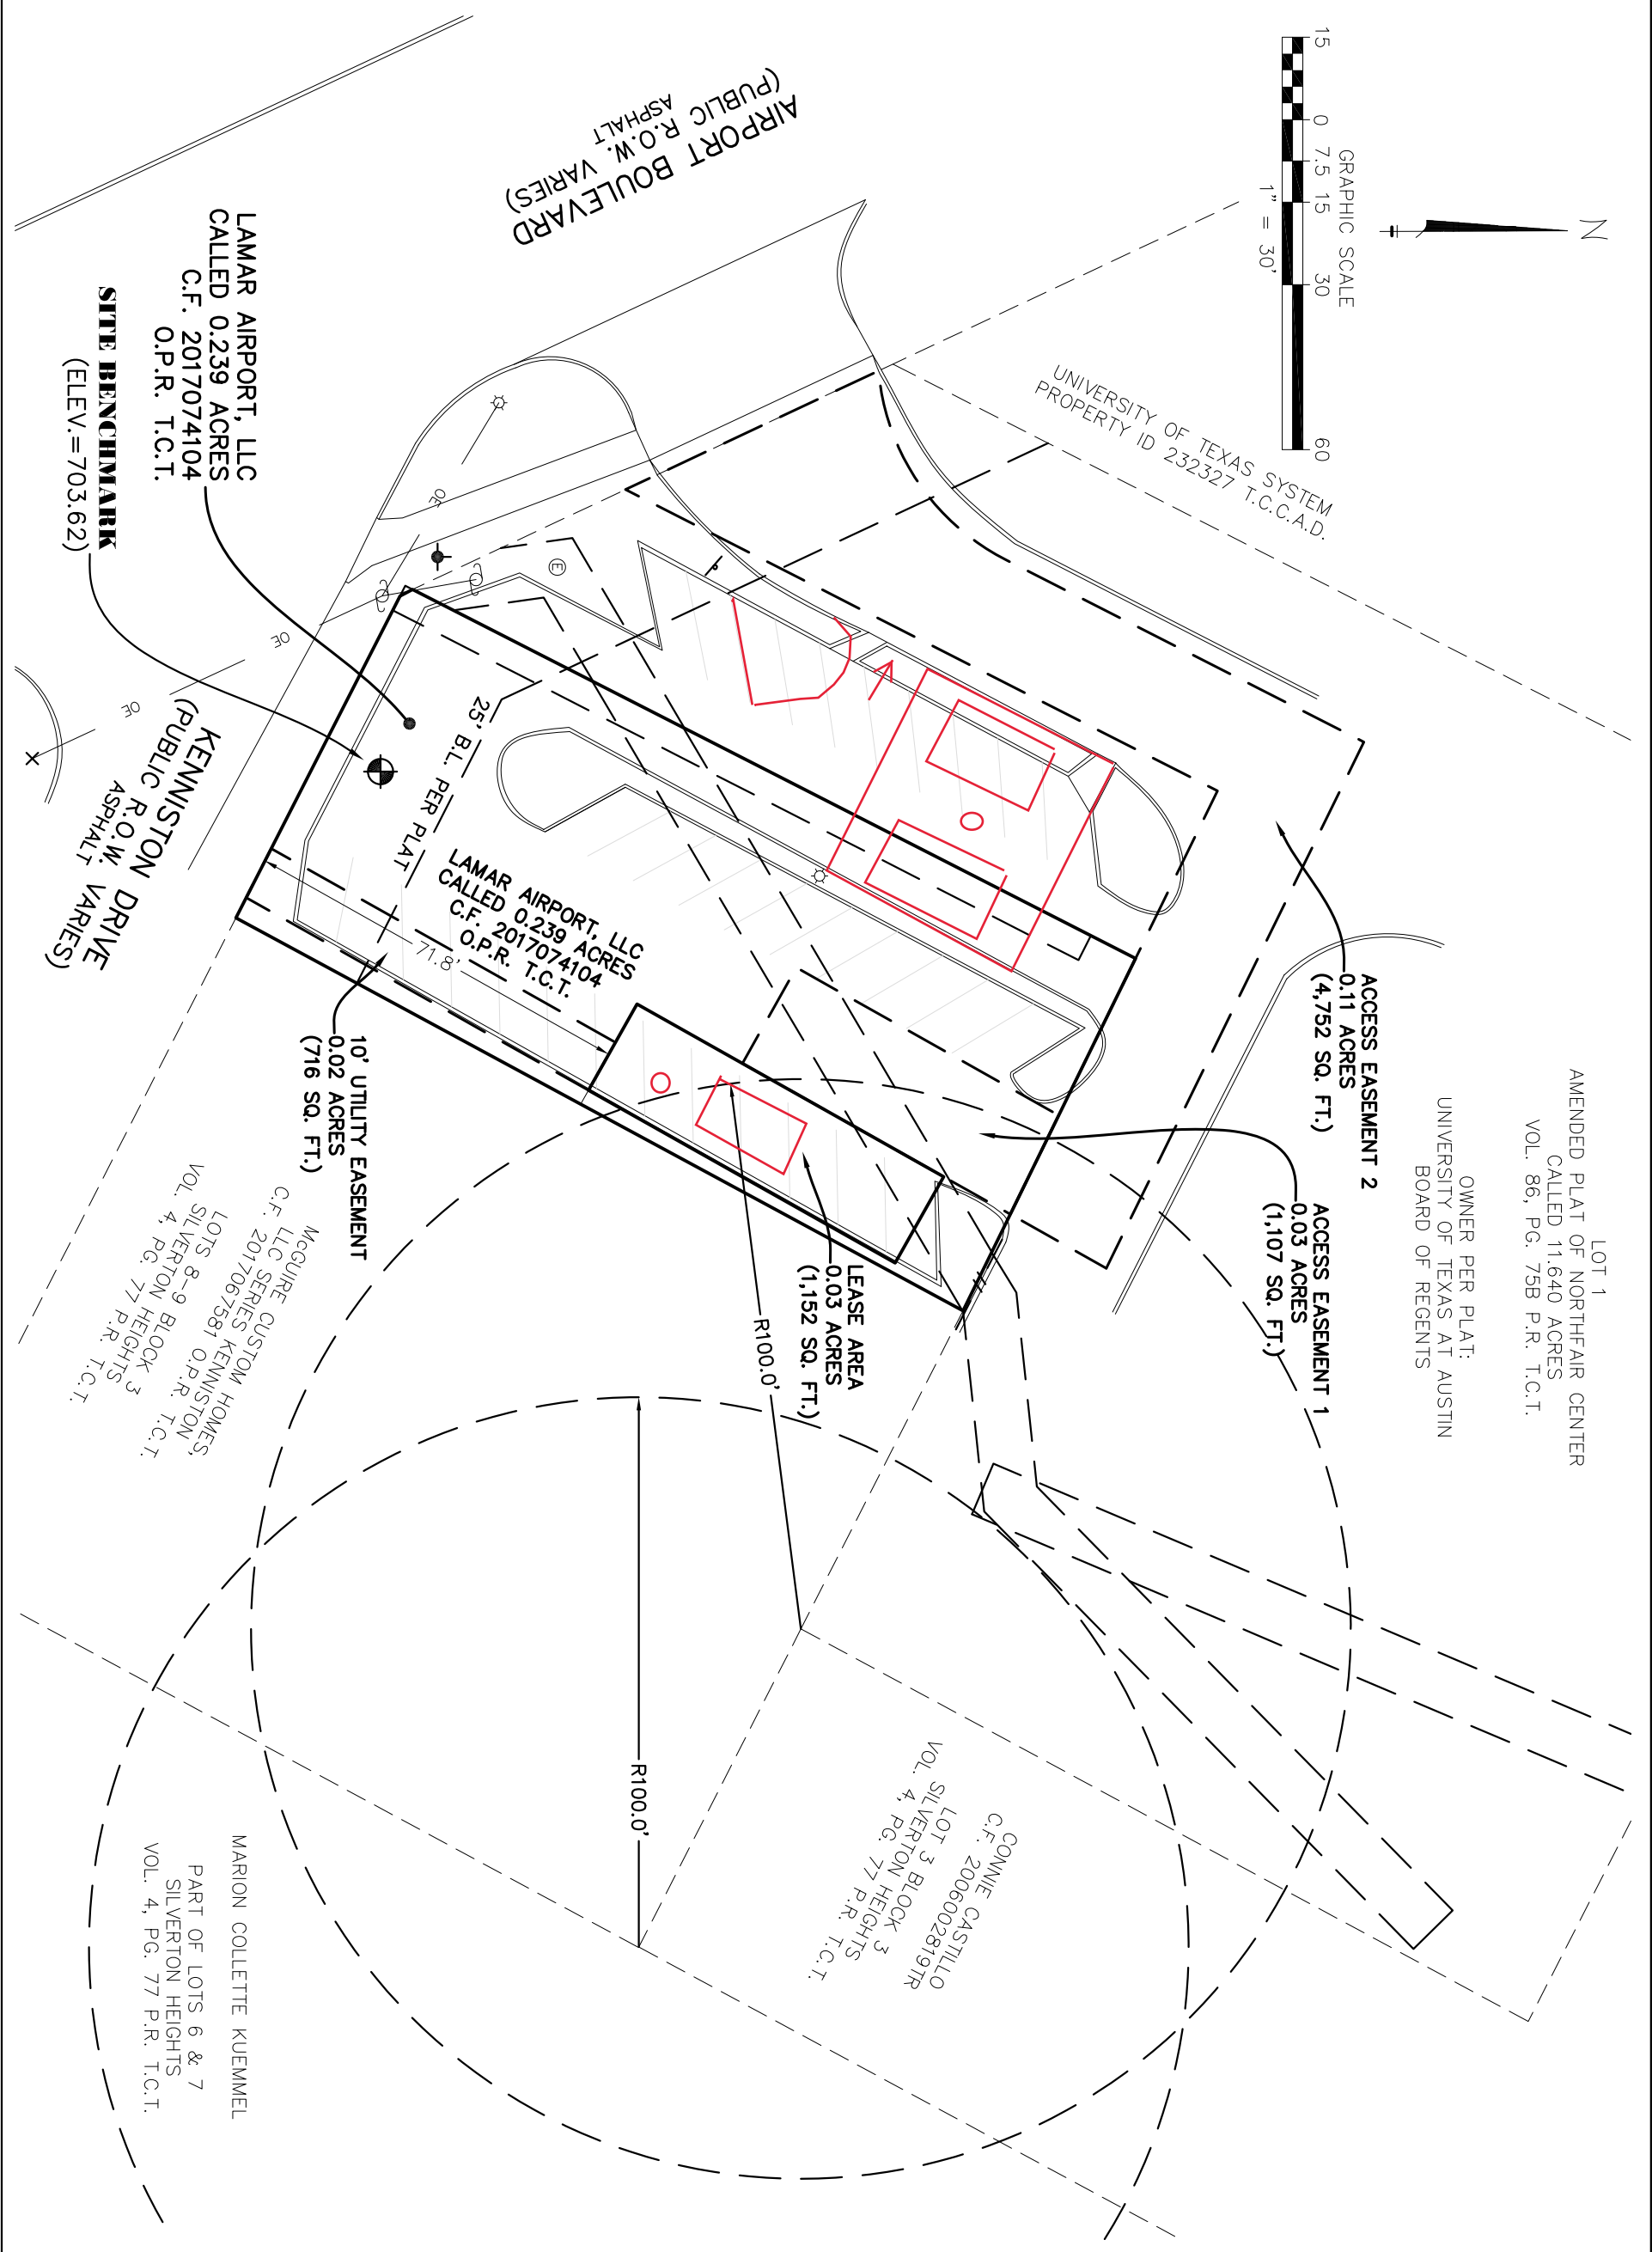 N
GRAPHIC SCALE
15 0 7.5 15 30 60
1" = 30'
LOT 1
AMENDED PLAT OF NORTHFAIR CENTER
CALLED 11.640 ACRES
VOL. 86, PG. 75B P.R. T.C.T.
OWNER PER PLAT:
UNIVERSITY OF TEXAS AT AUSTIN
BOARD OF REGENTS
UNIVERSITY OF TEXAS SYSTEM
PROPERTY ID 232327 T.C.C.A.D.
ACCESS EASEMENT 2
0.11 ACRES
(4,752 SQ. FT.)
ACCESS EASEMENT 1
0.03 ACRES
(1,107 SQ. FT.)
AIRPORT BOULEVARD
(PUBLIC R.O.W. VARIES)
ASPHALT
LEASE AREA
0.03 ACRES
(1,152 SQ. FT.)
R100.0'
CONNIE CASTILLO
C.F. 2006002819TR
LOT 3 BLOCK 3
SILVERTON HEIGHTS
VOL. 4, PG. 77 P.R. T.C.T.
R100.0'
E
OE
OE
OE
OE
25' B.L. PER PLAT
LAMAR AIRPORT, LLC
CALLED 0.239 ACRES
C.F. 2017074104
O.P.R. T.C.T.
71.8'
LAMAR AIRPORT, LLC
CALLED 0.239 ACRES
C.F. 2017074104
O.P.R. T.C.T.
SITE BENCHMARK
(ELEV.=703.62)
KENNISTON DRIVE
(PUBLIC R.O.W. VARIES)
ASPHALT
10' UTILITY EASEMENT
0.02 ACRES
(716 SQ. FT.)
McGUIRE CUSTOM HOMES,
LLC SERIES KENNISTON,
C.F. 2017067581 O.P.R. T.C.T.
LOTS 8-9 BLOCK 3
SILVERTON HEIGHTS
VOL. 4, PG. 77 P.R. T.C.T.
MARION COLLETTE KUEMMEL
PART OF LOTS 6 & 7
SILVERTON HEIGHTS
VOL. 4, PG. 77 P.R. T.C.T.